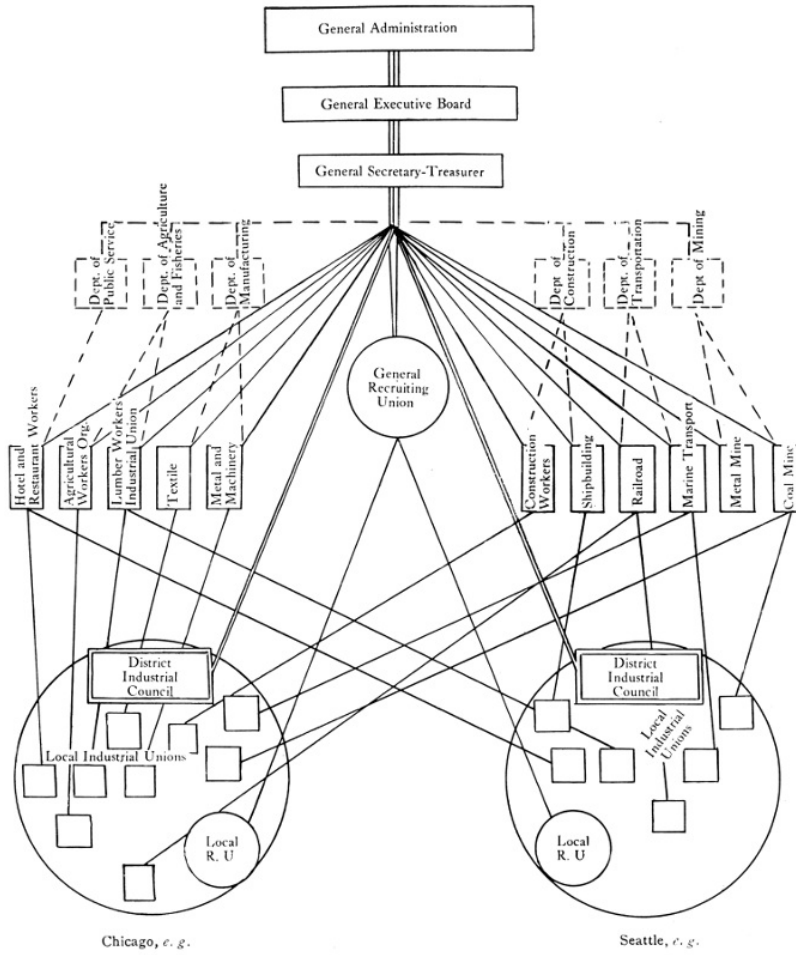 General Administration
General Executive Board
General Secretary-Treasurer
Dept. of
Public Service
Dept. of Agriculture
and Fisheries
Dept. of
Manufacturing
Dept of
Construction
Dept. of
Transportation
Dept of Mining
General
Recruiting
Union
Hotel and
Restaurant Workers
Agricultural
Workers Org.
Lumber Workers
Industrial Union
Textile
Metal and
Machinery
Construction
Workers
Shipbuilding
Railroad
Marine Transport
Metal Mine
Coal Mine
District
Industrial
Council
Local Industrial Unions
Local
R. U
District
Industrial
Council
Local
Industrial
Unions
Local
R. U
Chicago, e. g.
Seattle, e. g.